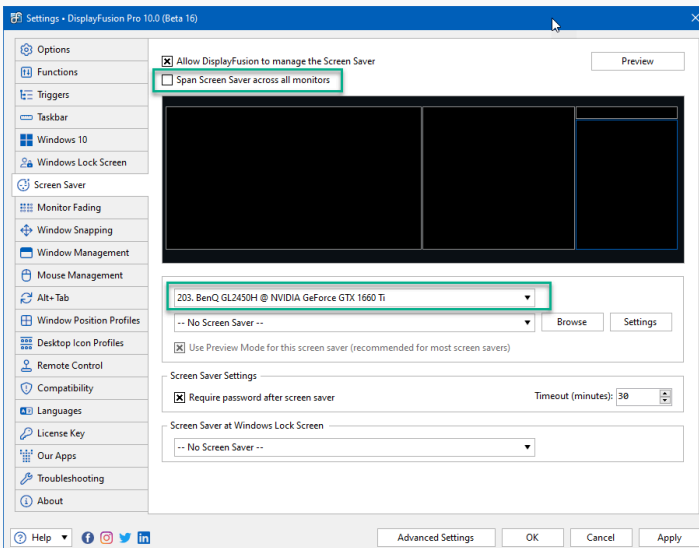 Settings • DisplayFusion Pro 10.0 (Beta 16)
Options
Functions
Triggers
Taskbar
Windows 10
Windows Lock Screen
Screen Saver
Monitor Fading
Window Snapping
Window Management
Mouse Management
Alt+Tab
Window Position Profiles
Desktop Icon Profiles
Remote Control
Compatibility
Languages
License Key
Our Apps
Troubleshooting
About
Allow DisplayFusion to manage the Screen Saver
Preview
Span Screen Saver across all monitors
203. BenQ GL2450H @ NVIDIA GeForce GTX 1660 Ti
-- No Screen Saver --
Browse
Settings
Use Preview Mode for this screen saver (recommended for most screen savers)
Screen Saver Settings
Require password after screen saver
Timeout (minutes): 30
Screen Saver at Windows Lock Screen
-- No Screen Saver --
Help
Advanced Settings
OK
Cancel
Apply